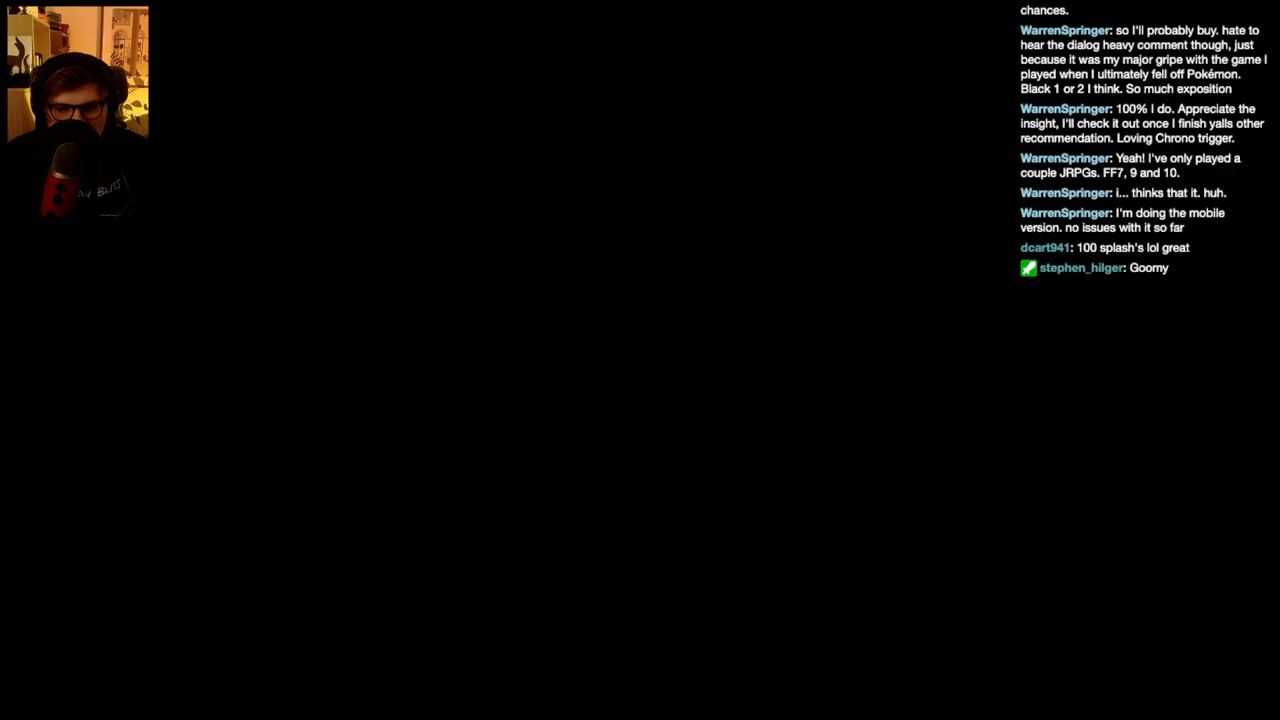 chances.
WarrenSpringer: so I'll probably buy. hate to
hear the dialog heavy comment though, just
because it was my major gripe with the game I
played when I ultimately fell off Pokémon.
Black 1 or 2 I think. So much exposition
WarrenSpringer: 100% I do. Appreciate the
insight, I'll check it out once I finish yalls other
recommendation. Loving Chrono trigger.
WarrenSpringer: Yeah! I've only played a
couple JRPGs. FF7, 9 and 10.
WarrenSpringer: i... thinks that it. huh.
WarrenSpringer: I'm doing the mobile
version. no issues with it so far
dcart941: 100 splash's lol great
stephen_hilger: Goomy
BLISS